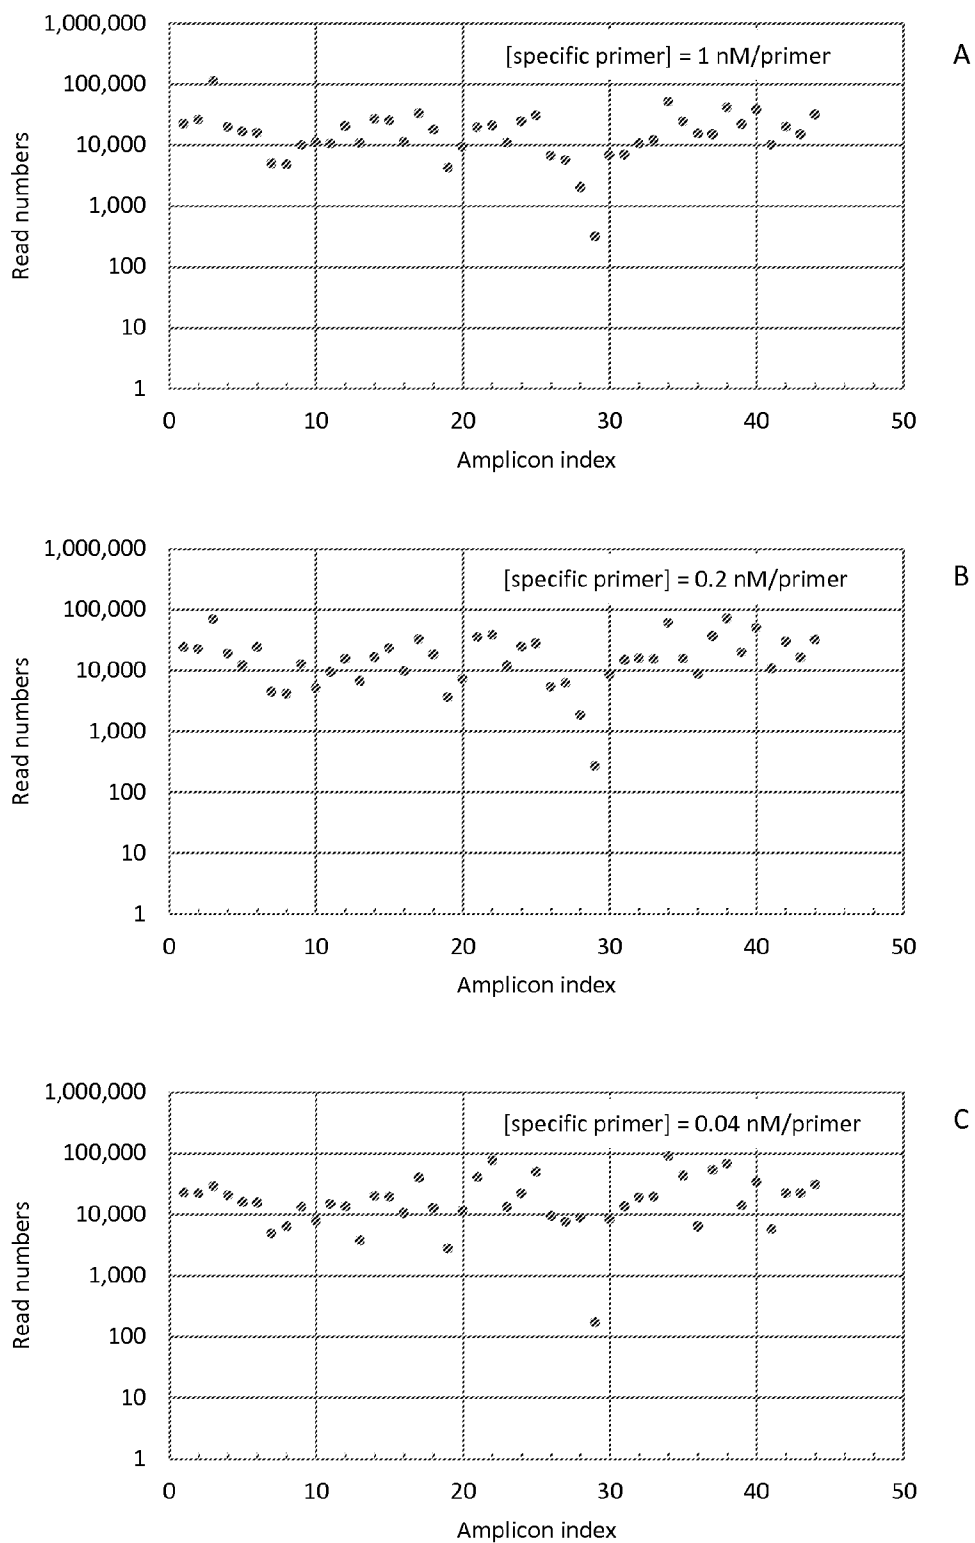 1,000,000
[specific primer] = 1 nM/primer
A
100,000
10,000
1,000
100
10
1
Read numbers
0 10 20 30 40 50
Amplicon index
1,000,000
[specific primer] = 0.2 nM/primer
B
100,000
10,000
1,000
100
10
1
Read numbers
0 10 20 30 40 50
Amplicon index
1,000,000
[specific primer] = 0.04 nM/primer
C
100,000
10,000
1,000
100
10
1
Read numbers
0 10 20 30 40 50
Amplicon index